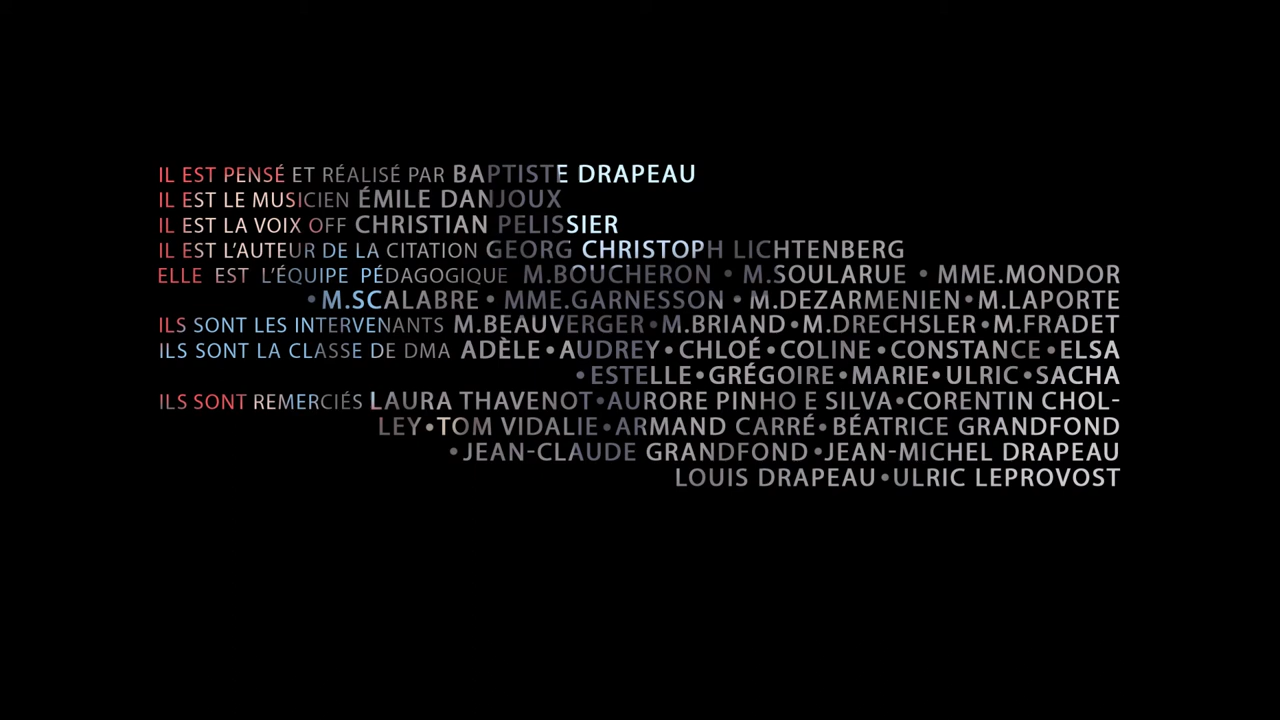 IL EST PENSÉ ET RÉALISÉ PAR BAPTISTE DRAPEAU
IL EST LE MUSICIEN ÉMILE DANJOUX
IL EST LA VOIX OFF CHRISTIAN PELISSIER
IL EST L'AUTEUR DE LA CITATION GEORG CHRISTOPH LICHTENBERG
ELLE EST L'ÉQUIPE PÉDAGOGIQUE M.BOUCHERON • M.SOULARUE • MME.MONDOR
•M.SCALABRE•MME.GARNESSON•M.DEZARMENIEN•M.LAPORTE
ILS SONT LES INTERVENANTS M.BEAUVERGER•M.BRIAND•M.DRECHSLER•M.FRADET
ILS SONT LA CLASSE DE DMA ADÈLE•AUDREY•CHLOÉ•COLINE•CONSTANCE•ELSA
•ESTELLE•GRÉGOIRE•MARIE•ULRIC•SACHA
ILS SONT REMERCIÉS LAURA THAVENOT•AURORE PINHO E SILVA•CORENTIN CHOL-
LEY•TOM VIDALIE•ARMAND CARRÉ•BÉATRICE GRANDFOND
•JEAN-CLAUDE GRANDFOND•JEAN-MICHEL DRAPEAU
LOUIS DRAPEAU•ULRIC LEPROVOST